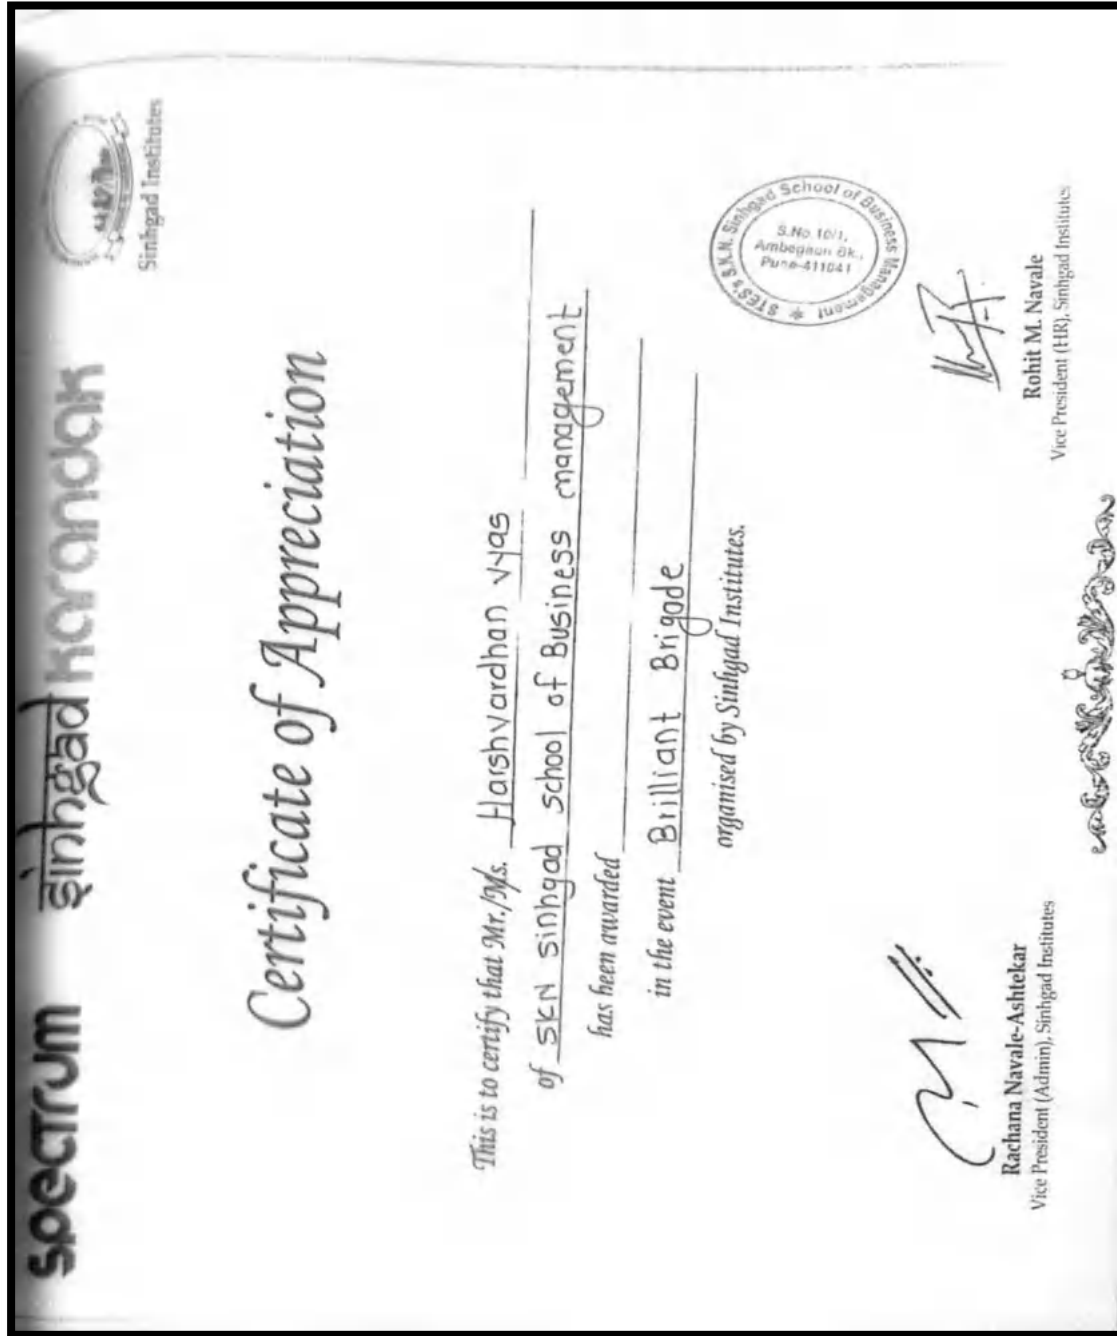 spectrum sinhgad karandak
Sinhgad Institutes
Certificate of Appreciation
This is to certify that Mr./Ms. Harshvardhan vyas
of SKN sinhgad school of Business management
has been awarded
in the event Brilliant Brigade
organised by Sinhgad Institutes.
STES's S.K.N. Sinhgad School of Business Management *
S.No.10/1,
Ambegaon Bk.,
Pune-411041
Rachana Navale-Ashtekar
Vice President (Admin), Sinhgad Institutes
Rohit M. Navale
Vice President (HR), Sinhgad Institutes